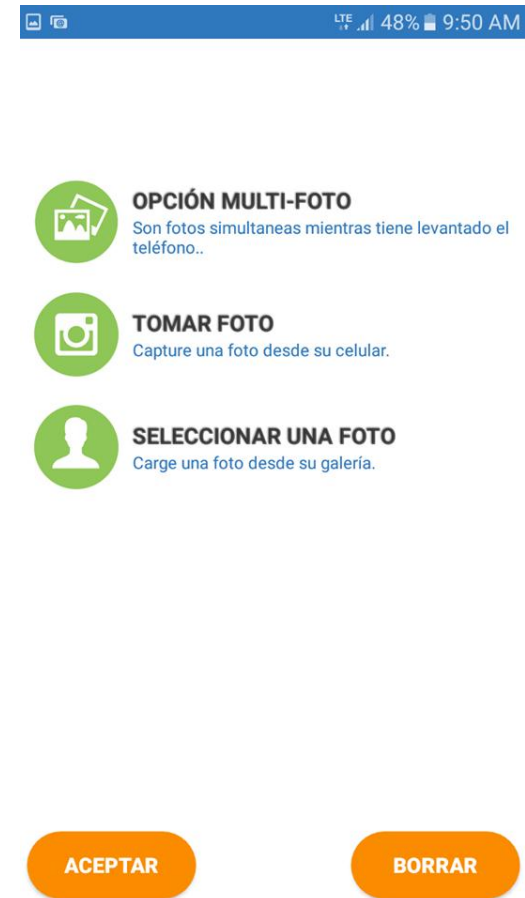 LTE 48% 9:50 AM
OPCIÓN MULTI-FOTO
Son fotos simultaneas mientras tiene levantado el
teléfono..
TOMAR FOTO
Capture una foto desde su celular.
SELECCIONAR UNA FOTO
Carge una foto desde su galería.
ACEPTAR BORRAR